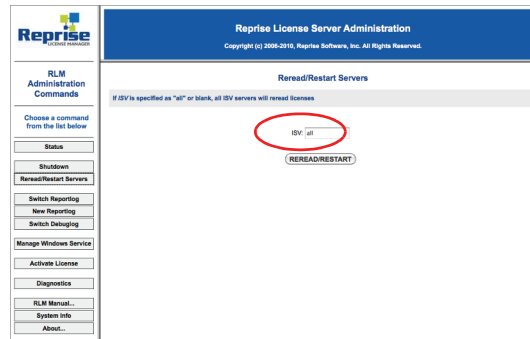 Reprise
LICENSE MANAGER
Reprise License Server Administration
Copyright (c) 2006-2010, Reprise Software, Inc. All Rights Reserved.
RLM
Administration
Commands
Choose a command
from the list below
Status
Shutdown
Reread/Restart Servers
Switch Reportlog
New Reportlog
Switch Debuglog
Manage Windows Service
Activate License
Diagnostics
RLM Manual...
System Info
About...
Reread/Restart Servers
If ISV is specified as "all" or blank, all ISV servers will reread licenses
ISV: all
REREAD/RESTART